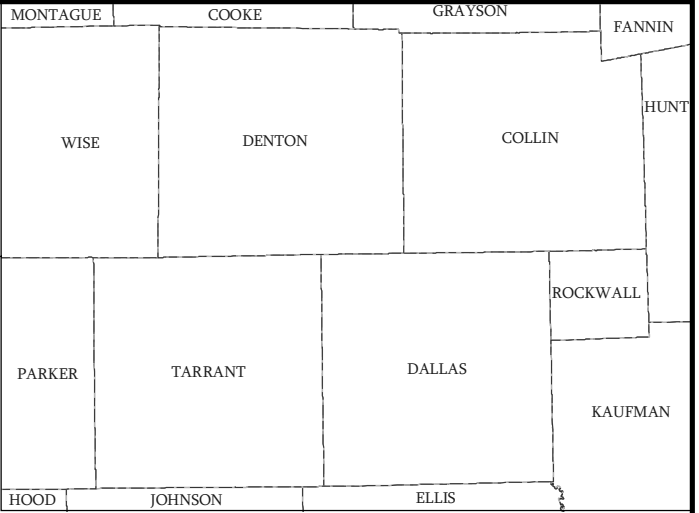 MONTAGUE
COOKE
GRAYSON
FANNIN
HUNT
WISE
DENTON
COLLIN
ROCKWALL
PARKER
TARRANT
DALLAS
KAUFMAN
HOOD
JOHNSON
ELLIS